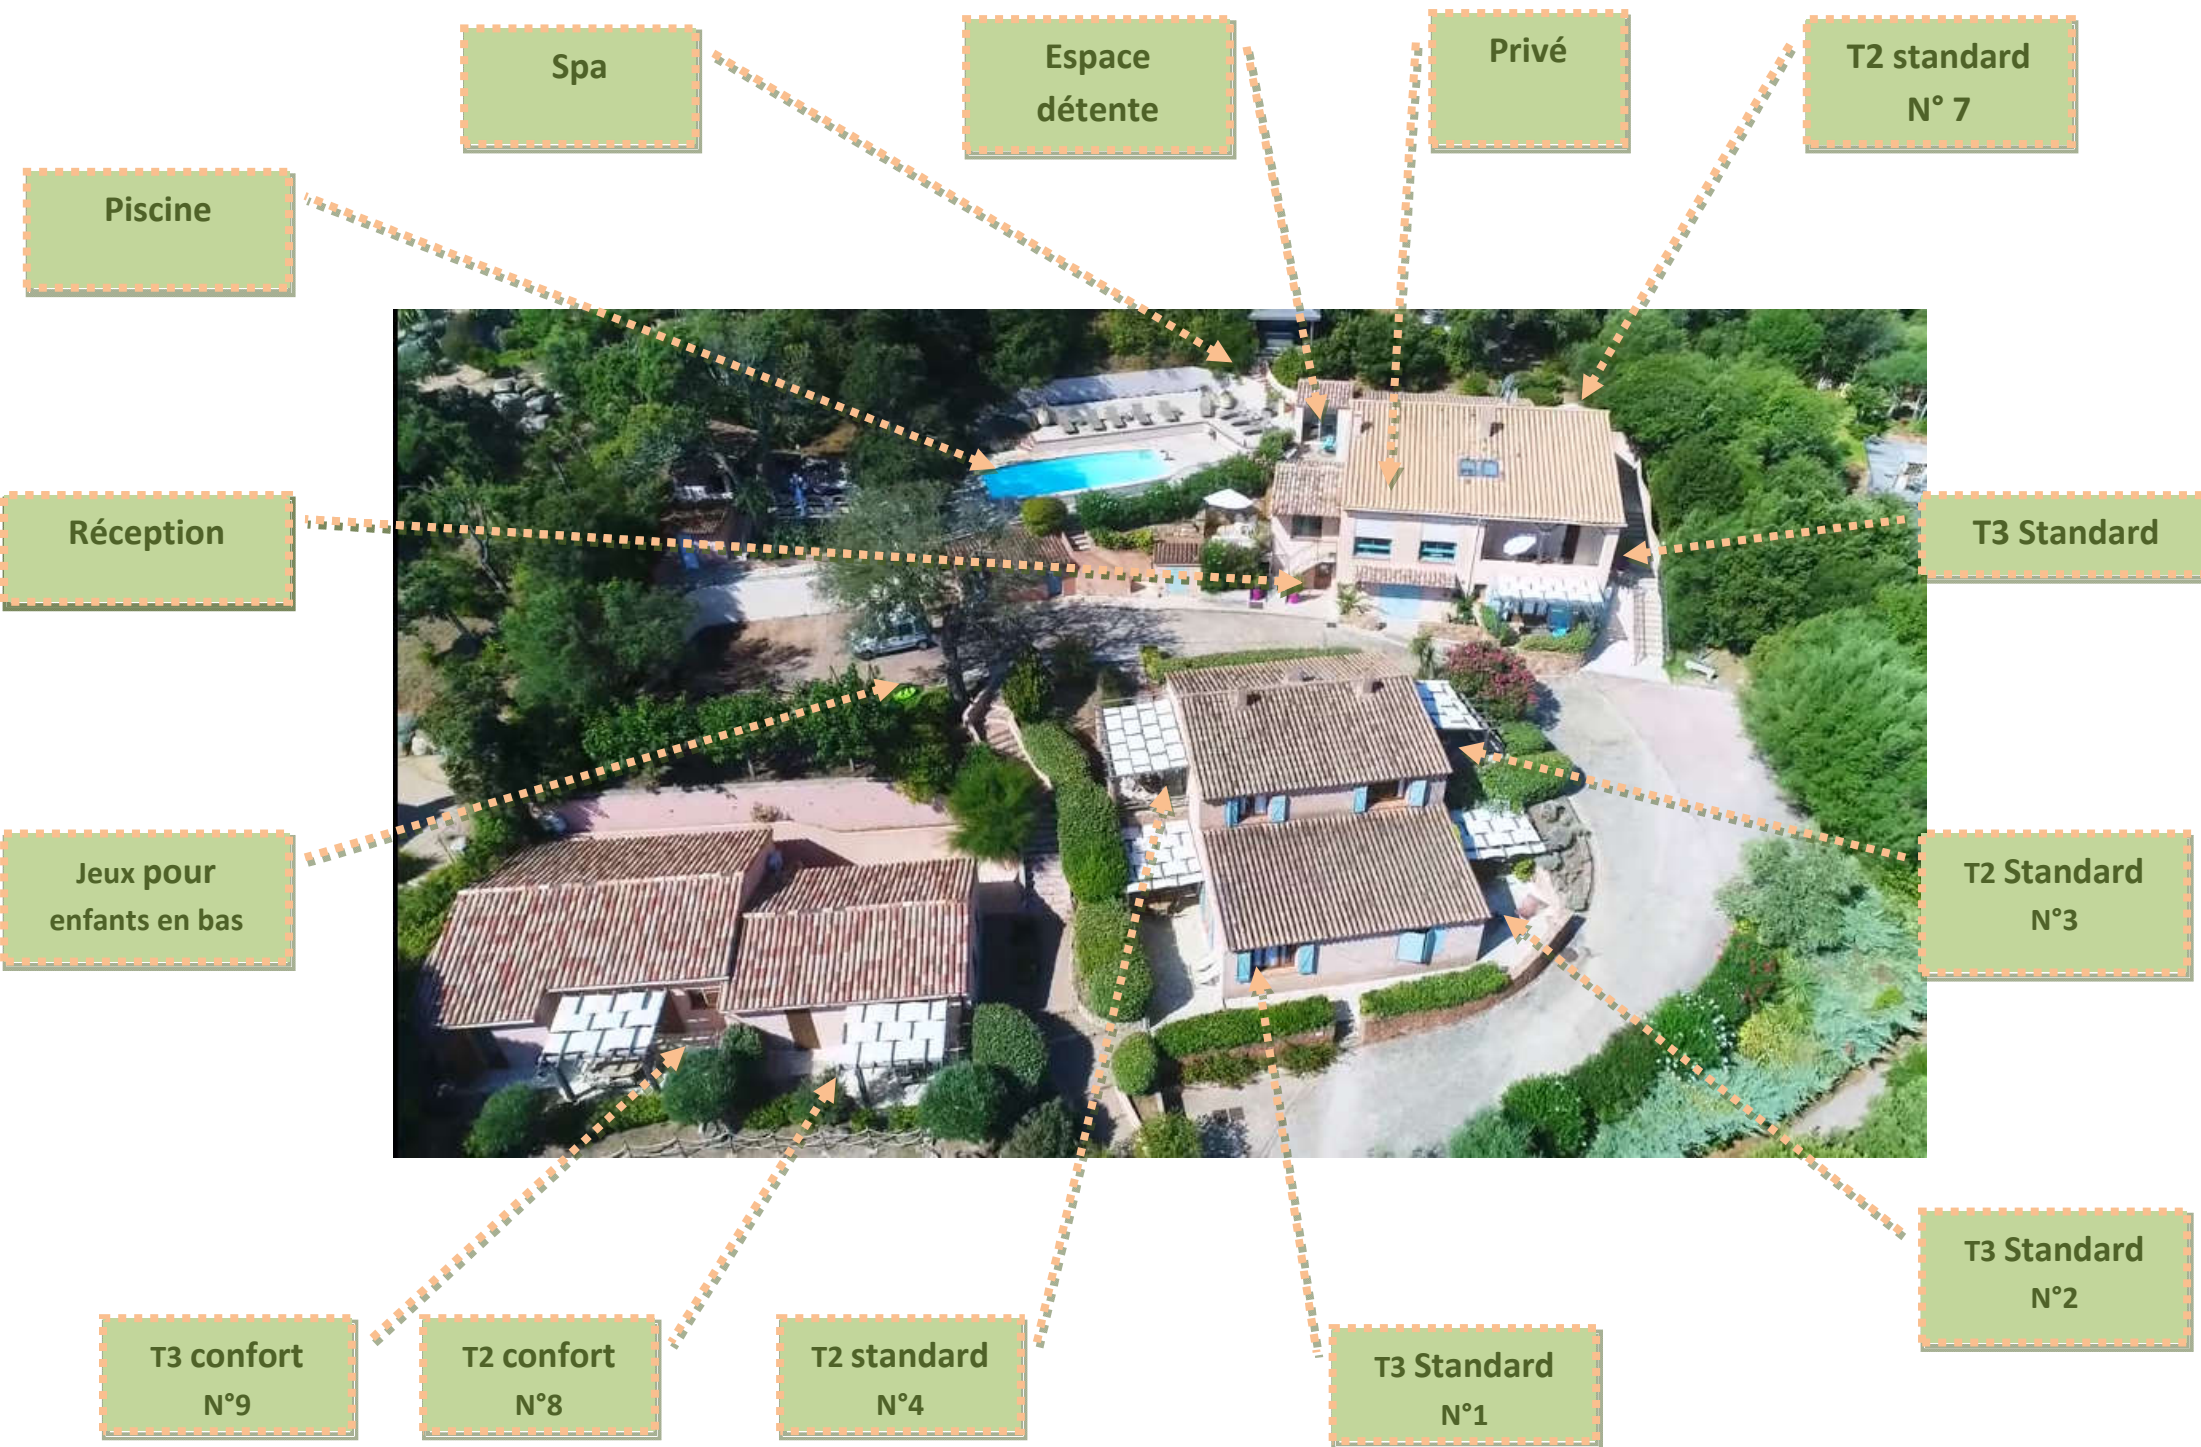 Spa
Espace
détente
Privé
T2 standard
N° 7
Piscine
Réception
T3 Standard
Jeux pour
enfants en bas
T2 Standard
N°3
T3 Standard
N°2
T3 confort
N°9
T2 confort
N°8
T2 standard
N°4
T3 Standard
N°1